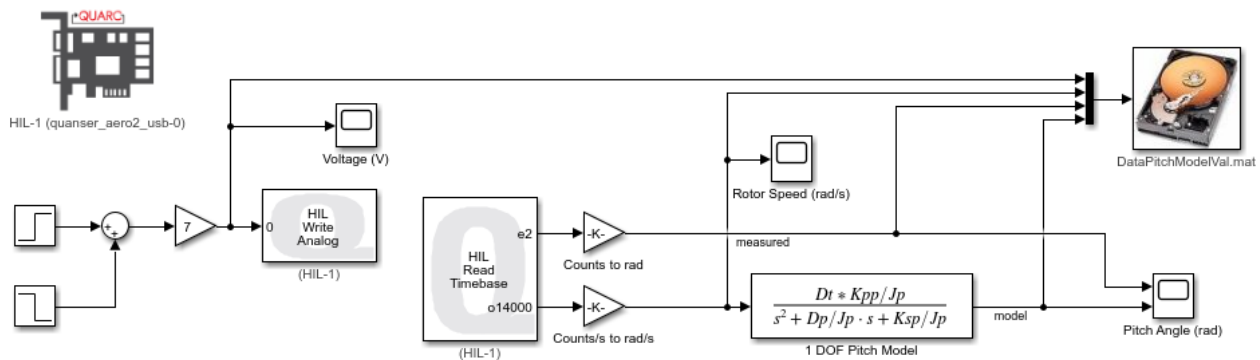 QUARC
HIL-1 (quanser_aero2_usb-0)
Voltage (V)
7
0
HIL
Write
Analog
(HIL-1)
HIL
Read
Timebase
e2
o14000
(HIL-1)
-K-
Counts to rad
-K-
Counts/s to rad/s
Rotor Speed (rad/s)
measured
Dt * Kpp/Jp
s² + Dp/Jp · s + Ksp/Jp
1 DOF Pitch Model
model
DataPitchModelVal.mat
Pitch Angle (rad)